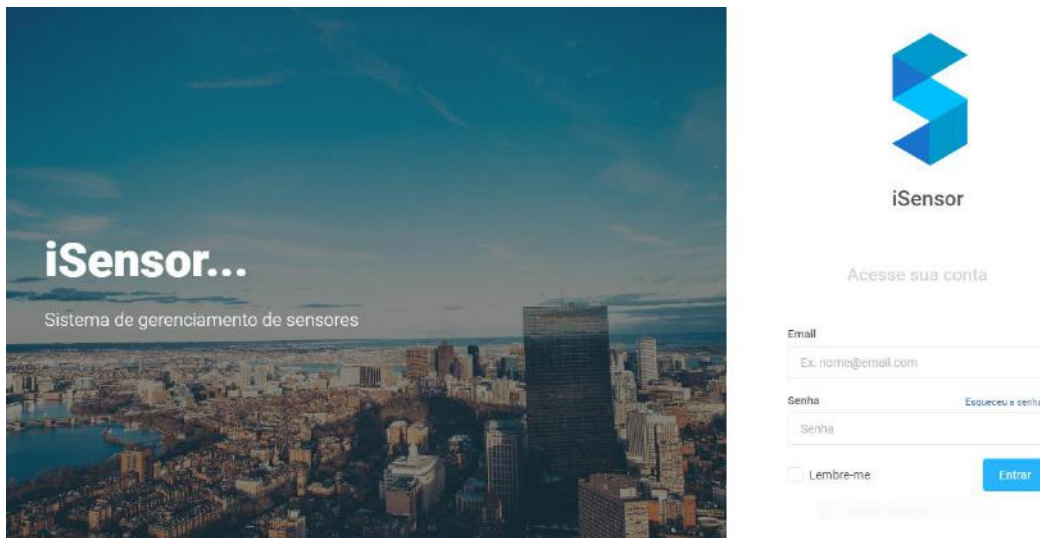 iSensor...
Sistema de gerenciamento de sensores
iSensor
Acesse sua conta
Email
Ex. nome@email.com
Senha
Esqueceu a senha
Senha
Lembre-me
Entrar